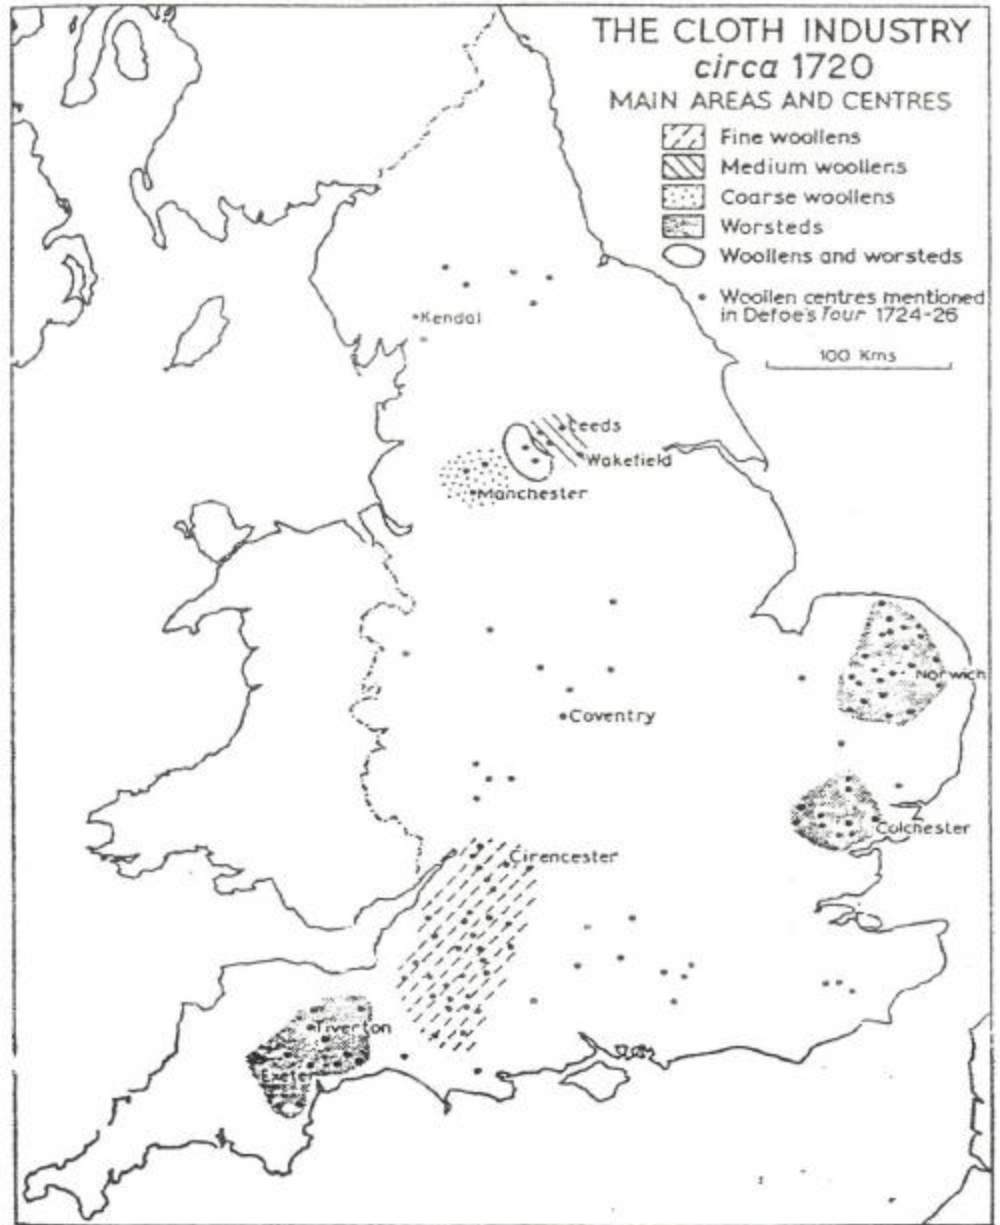 THE CLOTH INDUSTRY
circa 1720
MAIN AREAS AND CENTRES
Fine woollens
Medium woollens
Coarse woollens
Worsteds
Woollens and worsteds
Woollen centres mentioned
in Defoe's Tour 1724-26
100 Kms
Kendal
Leeds
Wakefield
Manchester
Norwich
Coventry
Colchester
Cirencester
Tiverton
Exeter